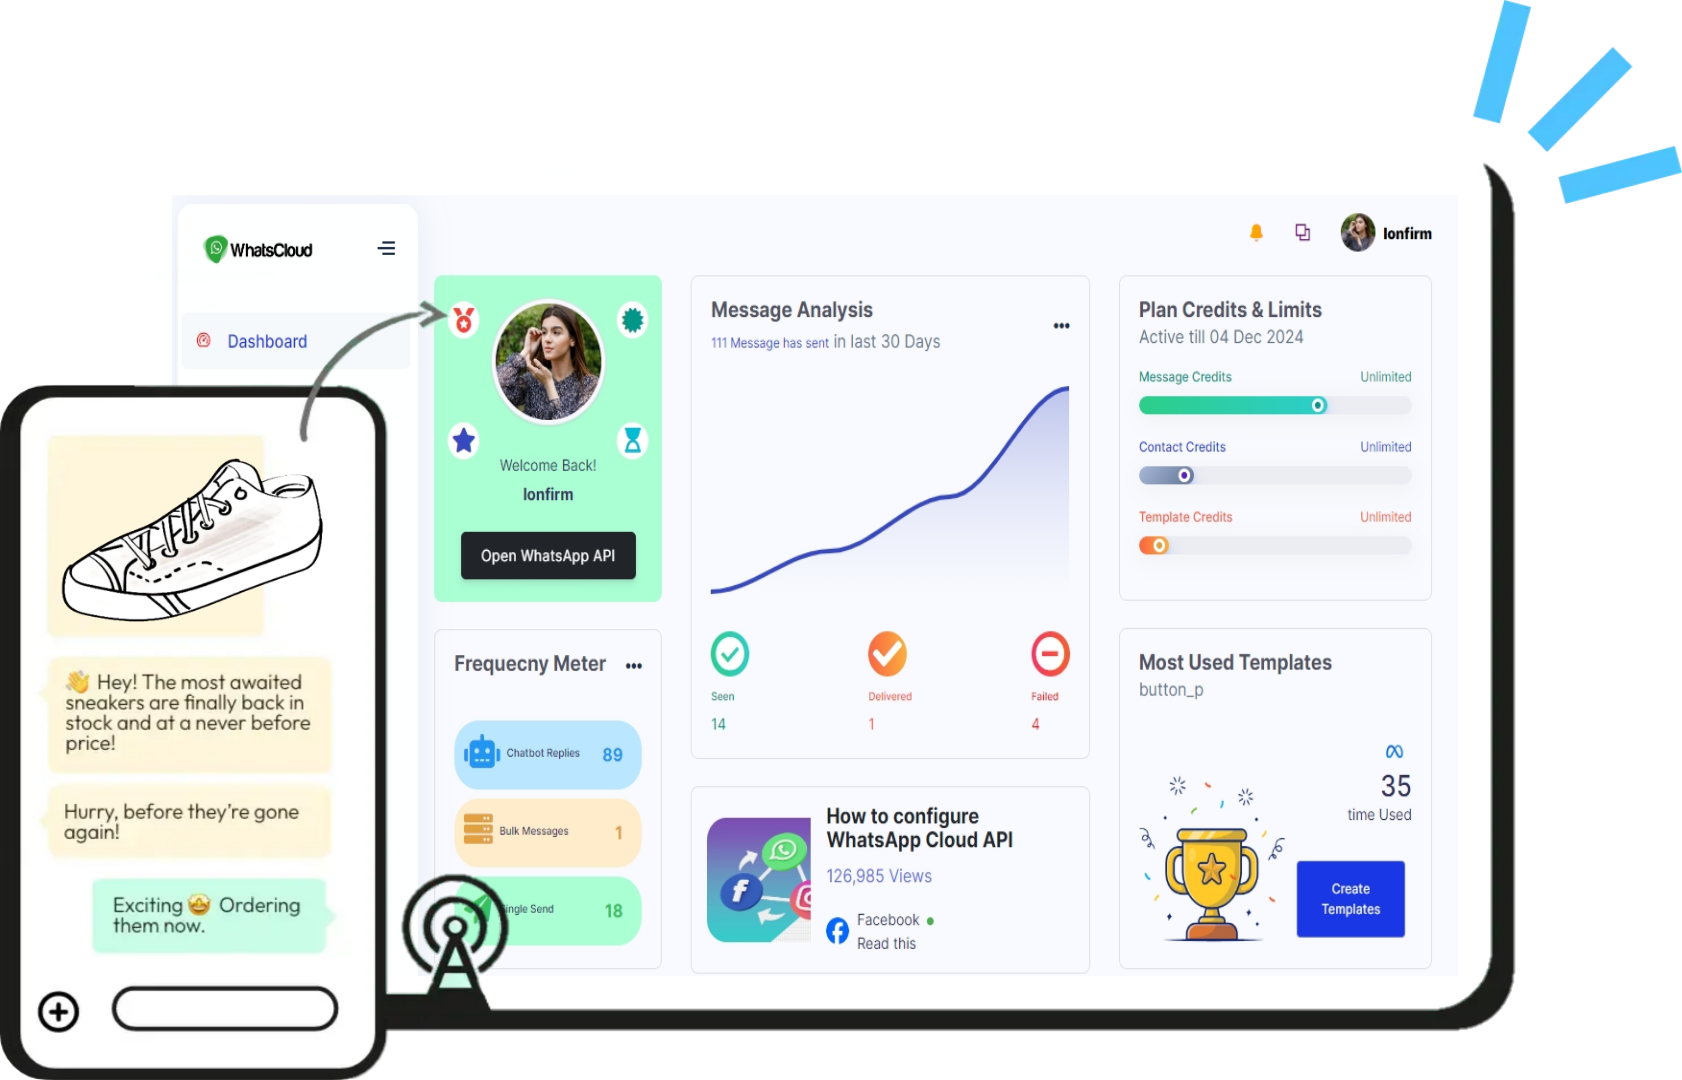 WhatsCloud
Ionfirm
Dashboard
Welcome Back!
Ionfirm
Open WhatsApp API
Message Analysis
111 Message has sent in last 30 Days
Seen
14
Delivered
1
Failed
4
Plan Credits & Limits
Active till 04 Dec 2024
Message Credits Unlimited
Contact Credits Unlimited
Template Credits Unlimited
Frequecny Meter
Chatbot Replies 89
Bulk Messages 1
Single Send 18
How to configure
WhatsApp Cloud API
126,985 Views
Facebook
Read this
Most Used Templates
button_p
35
time Used
Create
Templates
👋 Hey! The most awaited
sneakers are finally back in
stock and at a never before
price!
Hurry, before they're gone
again!
Exciting 🤩 Ordering
them now.